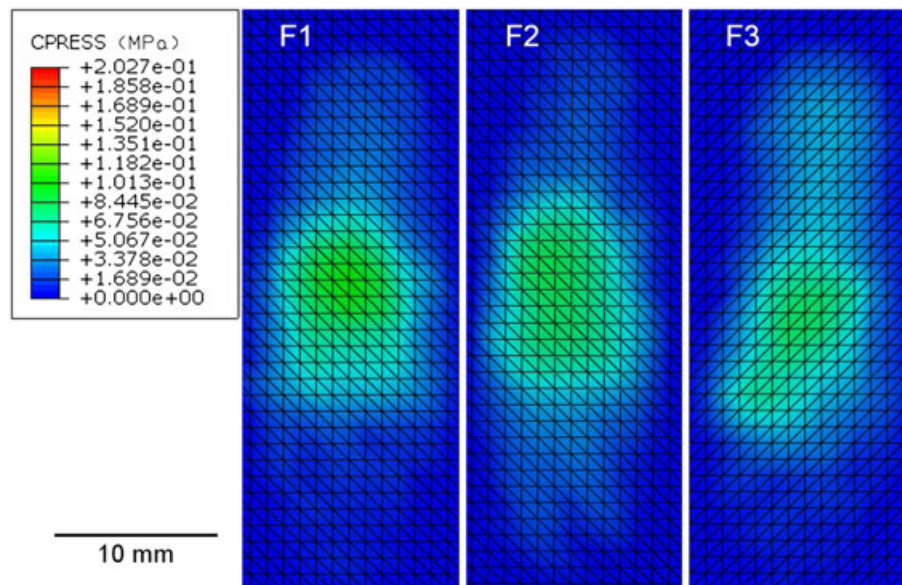 CPRESS (MPa)
+2.027e-01
+1.858e-01
+1.689e-01
+1.520e-01
+1.351e-01
+1.182e-01
+1.013e-01
+8.445e-02
+6.756e-02
+5.067e-02
+3.378e-02
+1.689e-02
+0.000e+00
F1
F2
F3
10 mm